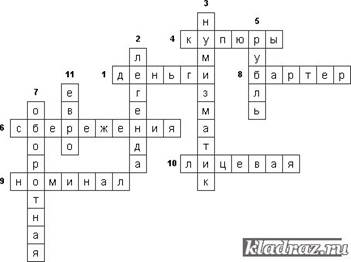 3
5
2
4 купюры
11
1 деньги
8 бартер
7
6 сбережения
10 лицевая
9 номинал
нумизматик
рубль
легенда
евро
оборотная
kladraz.ru